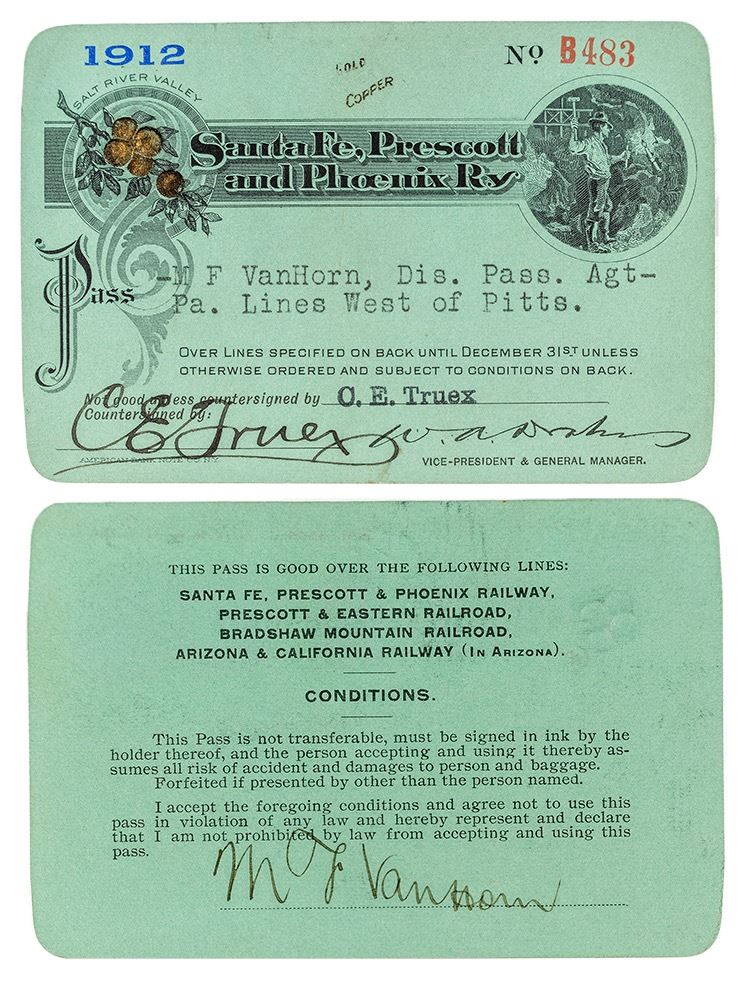 1912
Nº B483
SALT RIVER VALLEY
GOLD
COPPER
Santa Fe, Prescott
and Phœnix Ry
Pass
-M F VanHorn, Dis. Pass. Agt-
Pa. Lines West of Pitts.
OVER LINES SPECIFIED ON BACK UNTIL DECEMBER 31ST UNLESS
OTHERWISE ORDERED AND SUBJECT TO CONDITIONS ON BACK.
Not good unless countersigned by C. E. Truex
Countersigned by:
C E Truex
W. A. Drake
AMERICAN BANK NOTE CO. N.Y.
VICE-PRESIDENT & GENERAL MANAGER.
THIS PASS IS GOOD OVER THE FOLLOWING LINES:
SANTA FE, PRESCOTT & PHOENIX RAILWAY,
PRESCOTT & EASTERN RAILROAD,
BRADSHAW MOUNTAIN RAILROAD,
ARIZONA & CALIFORNIA RAILWAY (IN ARIZONA).
CONDITIONS.
This Pass is not transferable, must be signed in ink by the
holder thereof, and the person accepting and using it thereby as-
sumes all risk of accident and damages to person and baggage.
Forfeited if presented by other than the person named.
I accept the foregoing conditions and agree not to use this
pass in violation of any law and hereby represent and declare
that I am not prohibited by law from accepting and using this
pass.
M F VanHorn